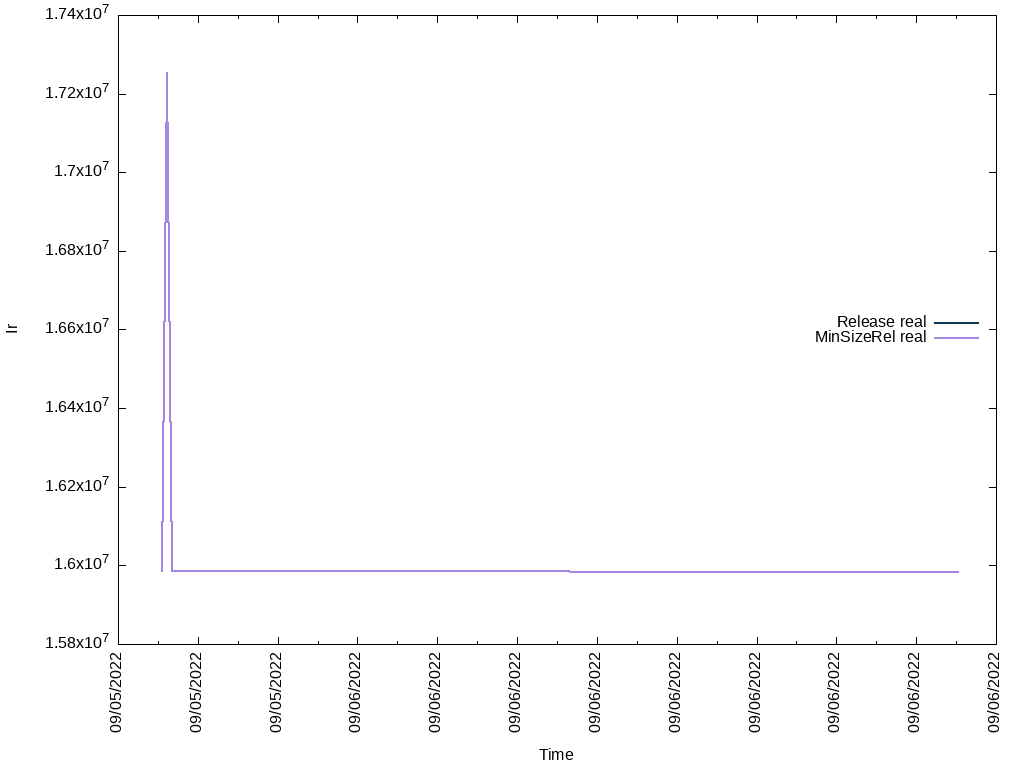 1.74x10^7
1.72x10^7
1.7x10^7
1.68x10^7
1.66x10^7
1.64x10^7
1.62x10^7
1.6x10^7
1.58x10^7
Ir
Release real
MinSizeRel real
09/05/2022
09/05/2022
09/05/2022
09/06/2022
09/06/2022
09/06/2022
09/06/2022
09/06/2022
09/06/2022
09/06/2022
09/06/2022
09/06/2022
Time